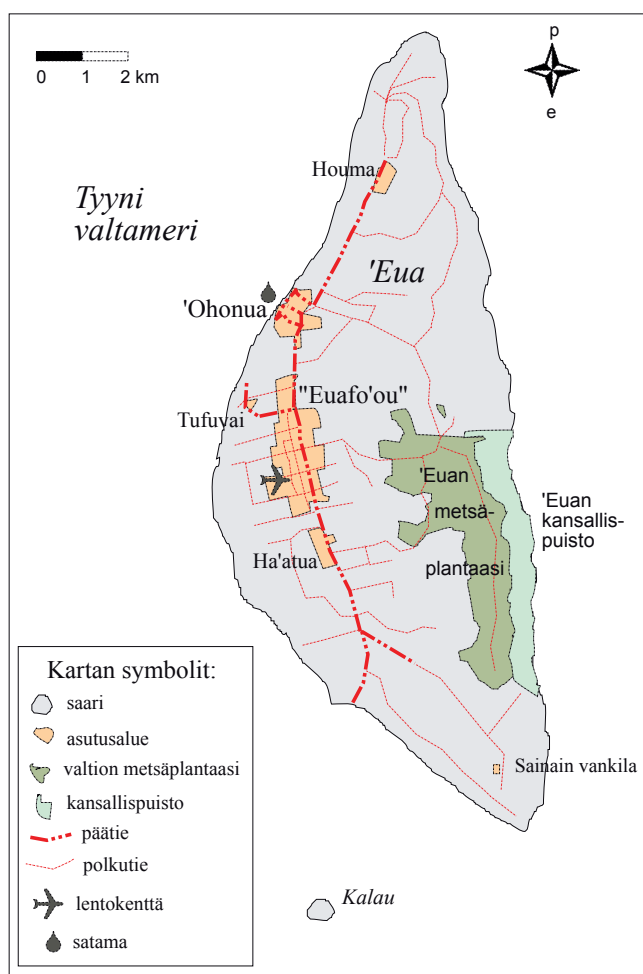 0 1 2 km
p
e
Houma
Tyyni
valtameri
'Eua
'Ohonua
"Euafo'ou"
Tufuvai
'Euan
metsä-
plantaasi
'Euan
kansallis-
puisto
Ha'atua
Sainain vankila
Kalau
Kartan symbolit:
saari
asutusalue
valtion metsäplantaasi
kansallispuisto
päätie
polkutie
lentokenttä
satama